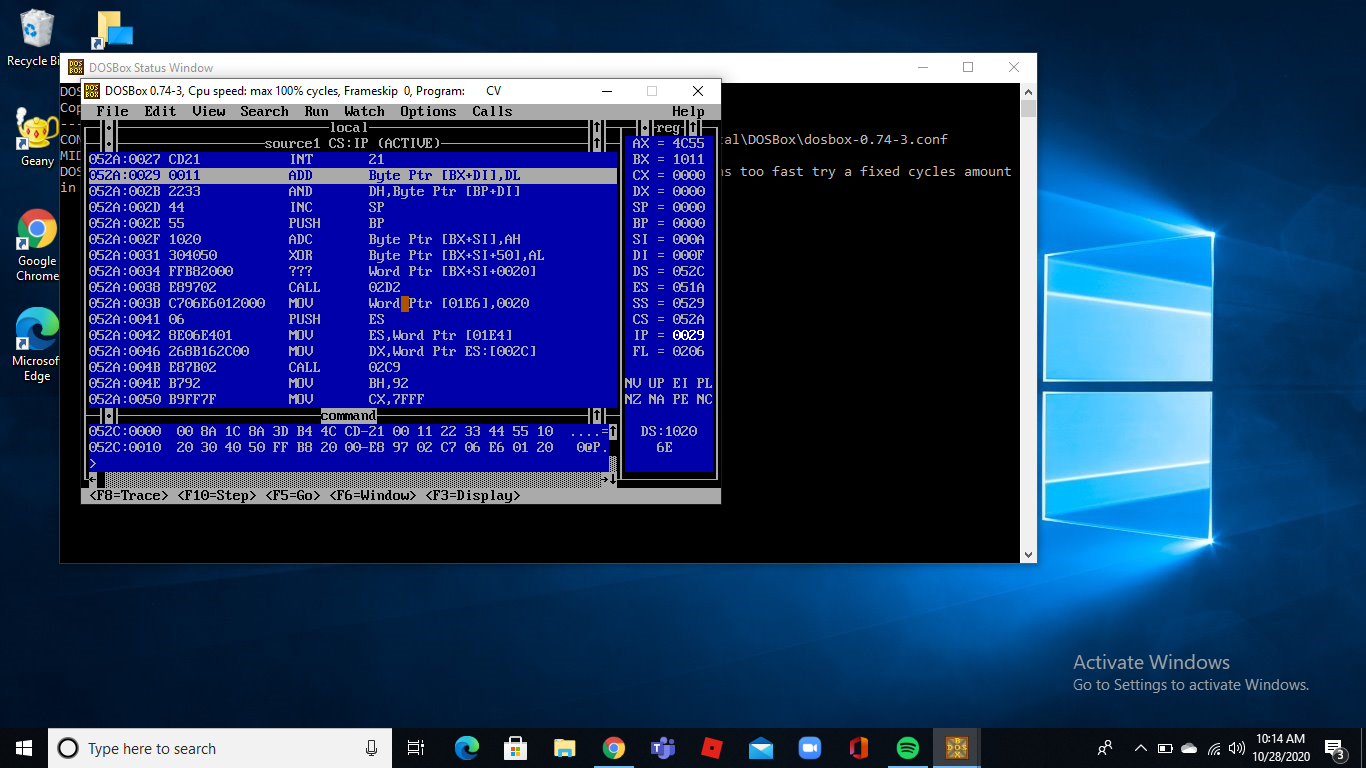 Recycle Bi
Geany
Google
Chrome
Microsof
Edge
DOSBox Status Window
DOS
Cop
---
CON
al\DOSBox\dosbox-0.74-3.conf
MID
DOS
s too fast try a fixed cycles amount
in
DOSBox 0.74-3, Cpu speed: max 100% cycles, Frameskip 0, Program: CV
File Edit View Search Run Watch Options Calls Help
local
source1 CS:IP (ACTIVE)
052A:0027 CD21 INT 21
052A:0029 0011 ADD Byte Ptr [BX+DI],DL
052A:002B 2233 AND DH,Byte Ptr [BP+DI]
052A:002D 44 INC SP
052A:002E 55 PUSH BP
052A:002F 1020 ADC Byte Ptr [BX+SI],AH
052A:0031 304050 XOR Byte Ptr [BX+SI+50],AL
052A:0034 FFB82000 ??? Word Ptr [BX+SI+0020]
052A:0038 E89702 CALL 02D2
052A:003B C706E6012000 MOV Word Ptr [01E6],0020
052A:0041 06 PUSH ES
052A:0042 8E06E401 MOV ES,Word Ptr [01E4]
052A:0046 268B162C00 MOV DX,Word Ptr ES:[002C]
052A:004B E87B02 CALL 02C9
052A:004E B792 MOV BH,92
052A:0050 B9FF7F MOV CX,7FFF
reg
AX = 4C55
BX = 1011
CX = 0000
DX = 0000
SP = 0000
BP = 0000
SI = 000A
DI = 000F
DS = 052C
ES = 051A
SS = 0529
CS = 052A
IP = 0029
FL = 0206
NV UP EI PL
NZ NA PE NC
DS:1020
6E
command
052C:0000 00 8A 1C 8A 3D B4 4C CD-21 00 11 22 33 44 55 10 ....=
052C:0010 20 30 40 50 FF B8 20 00-E8 97 02 C7 06 E6 01 20 0@P.
>
<F8=Trace> <F10=Step> <F5=Go> <F6=Window> <F3=Display>
Activate Windows
Go to Settings to activate Windows.
Type here to search
10:14 AM
10/28/2020
3